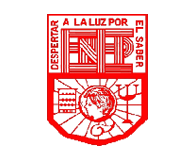 DESPERTAR A LA LUZ POR EL SABER
ENP